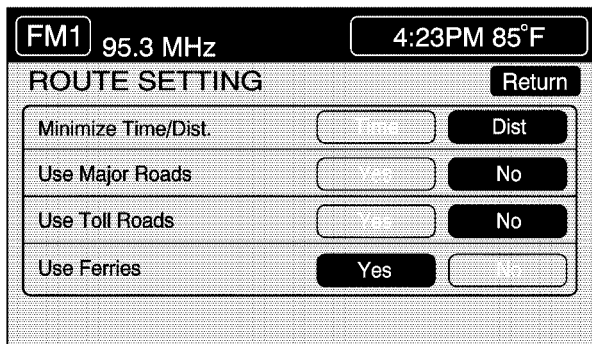 FM1 95.3 MHz 4:23PM 85°F
ROUTE SETTING Return
Minimize Time/Dist. Time Dist
Use Major Roads Yes No
Use Toll Roads Yes No
Use Ferries Yes No